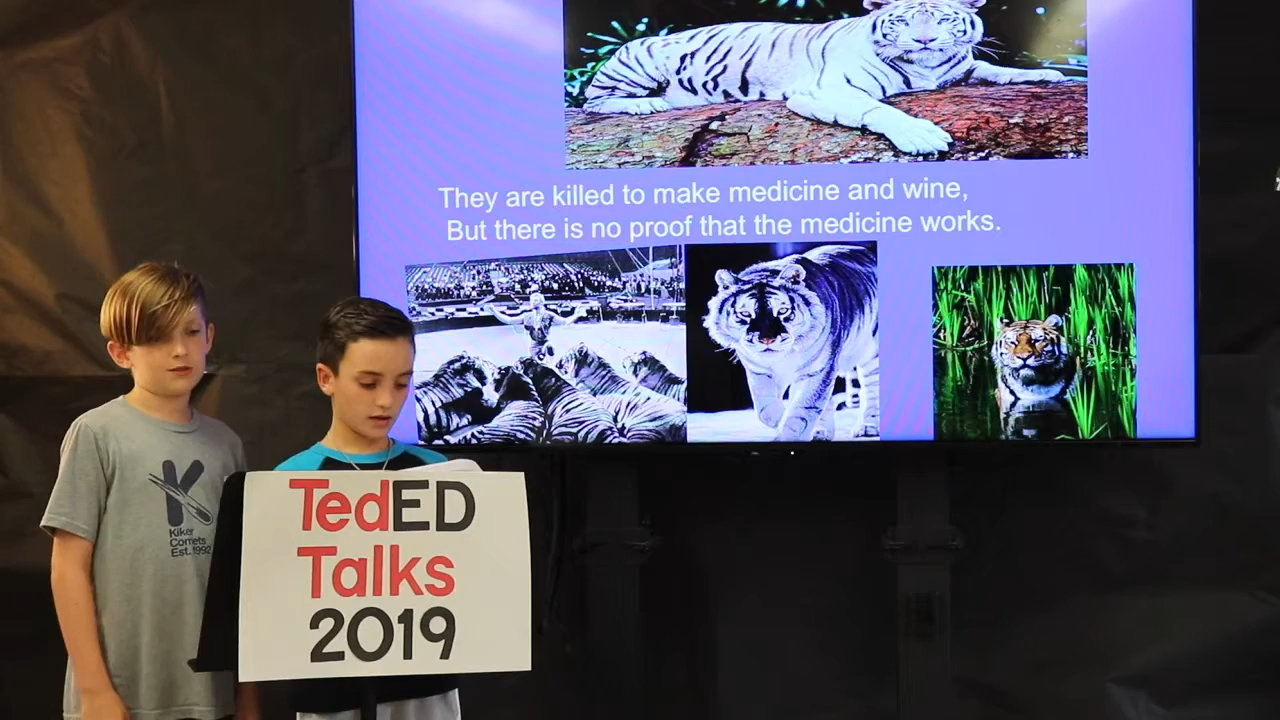 They are killed to make medicine and wine,
But there is no proof that the medicine works.
K
Kiker
Comets
Est. 1992
TedED
Talks
2019